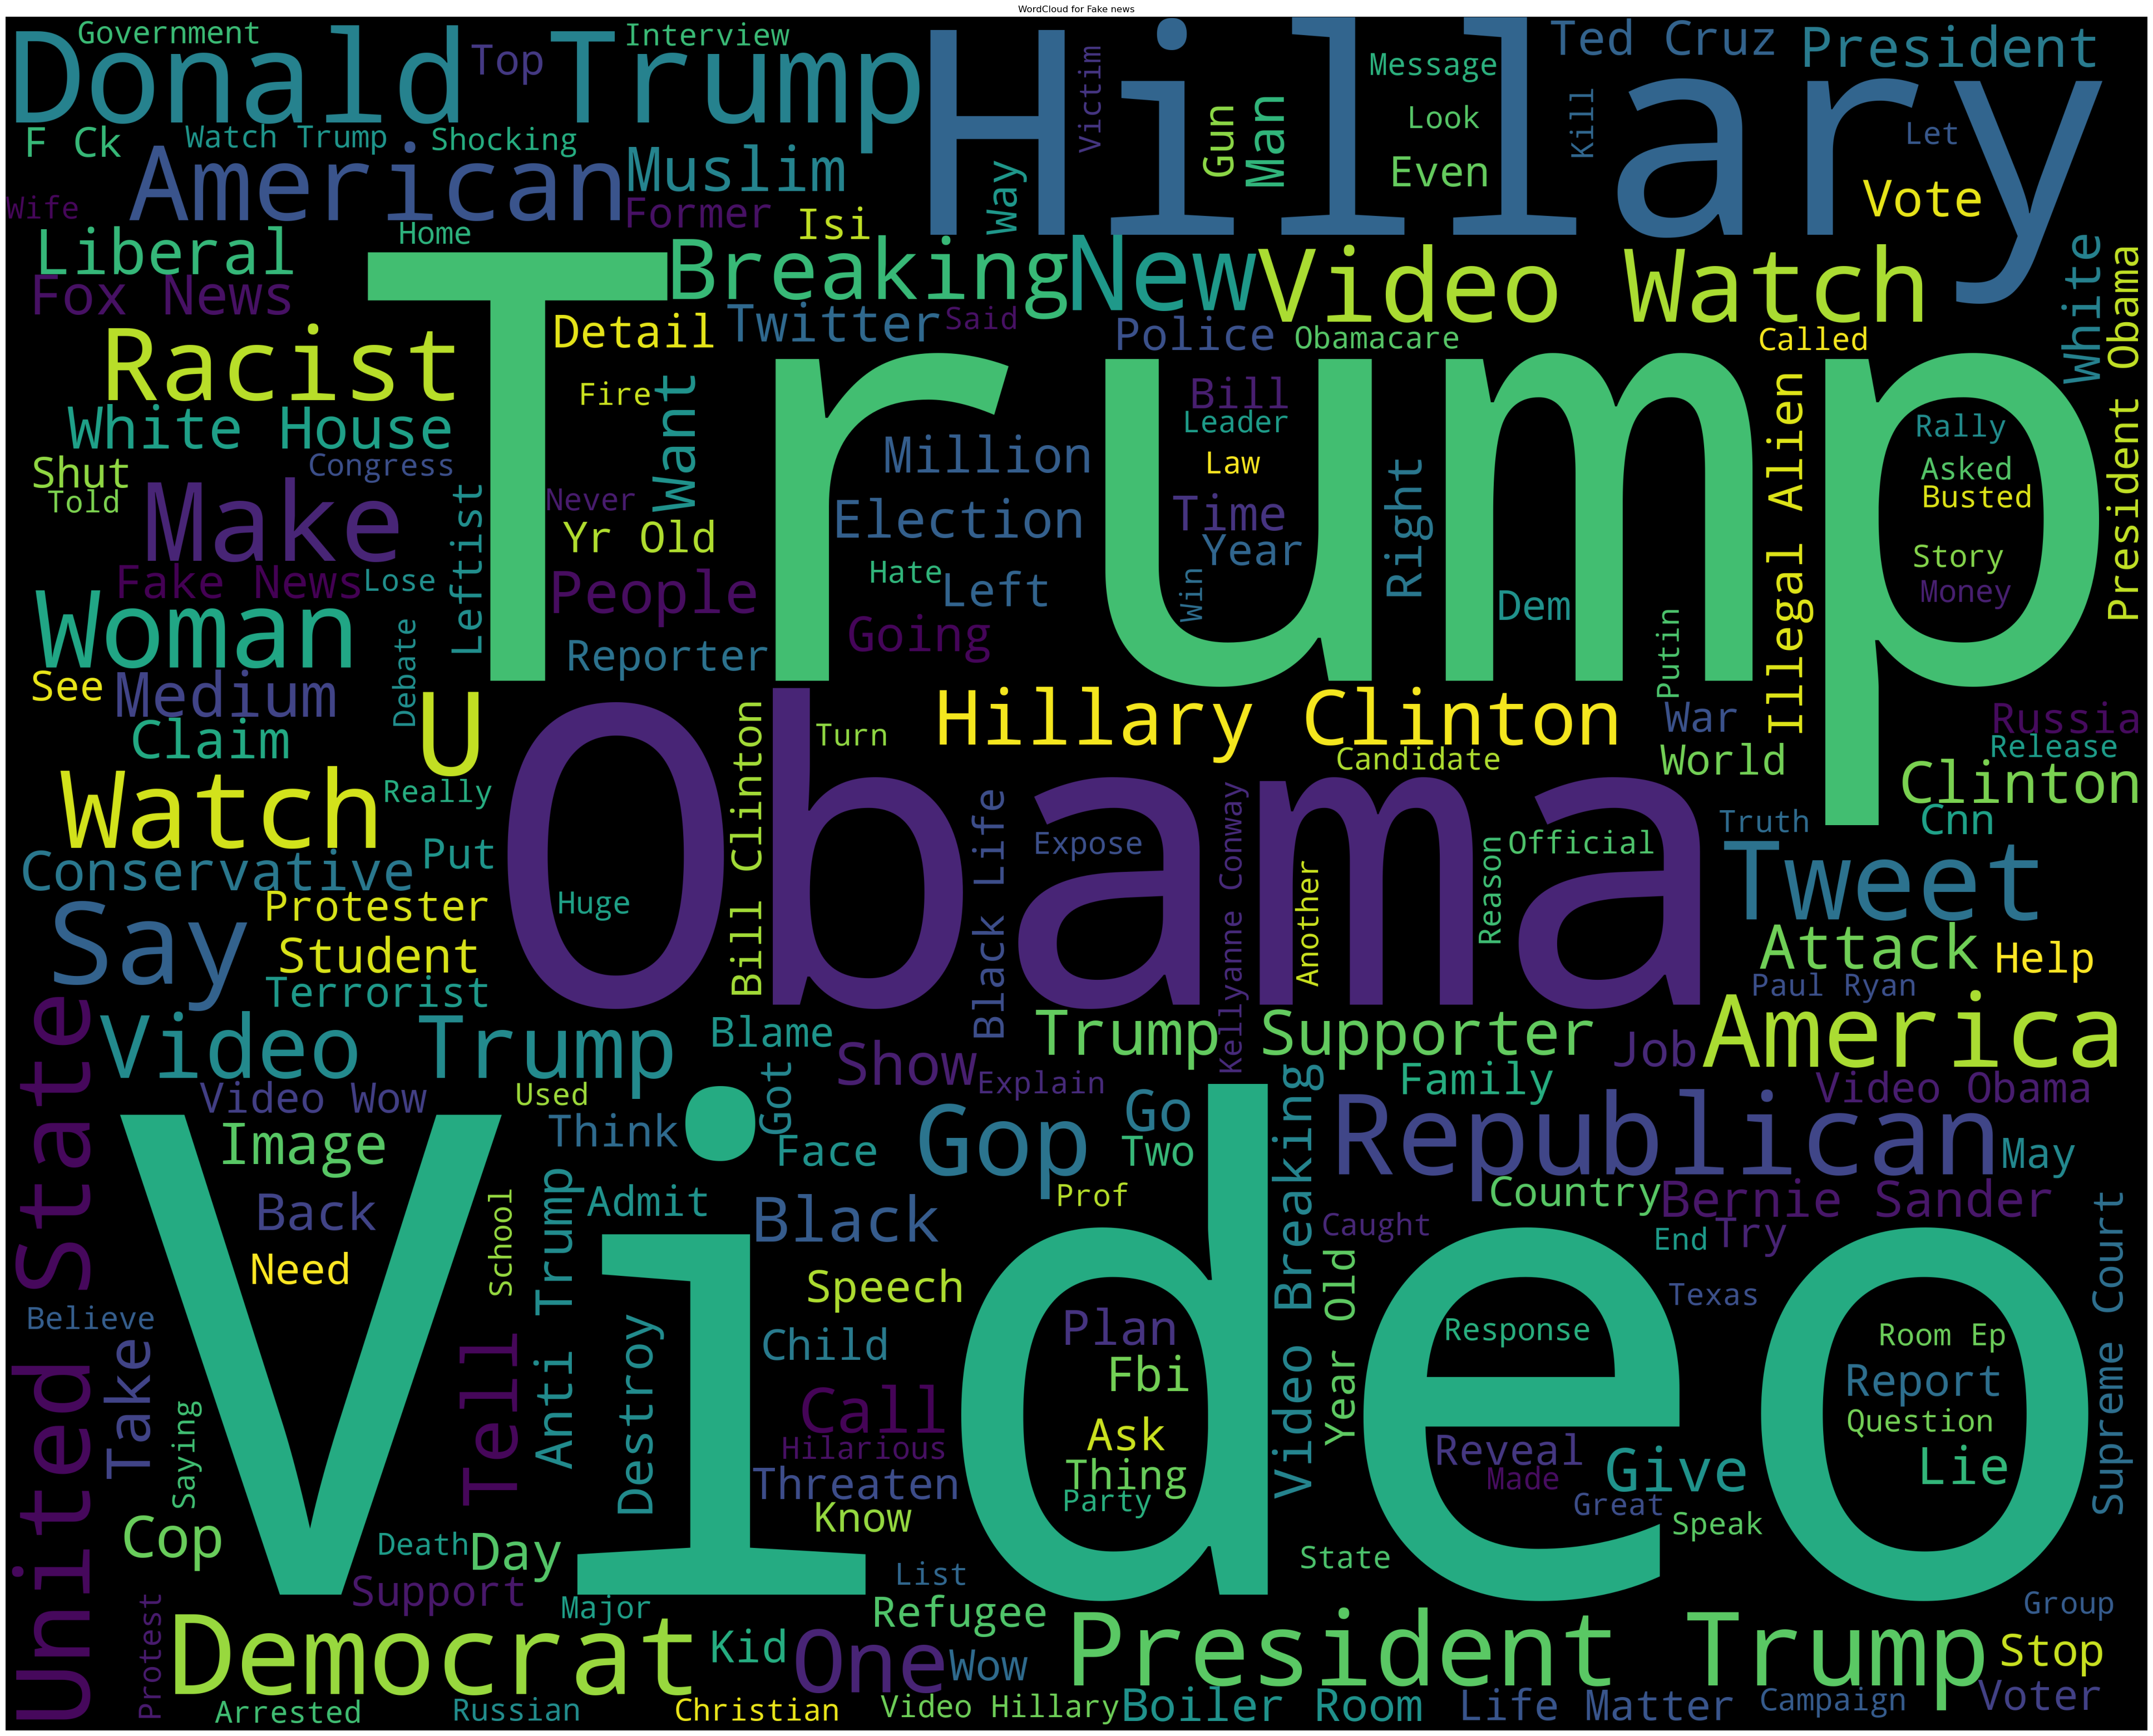 WordCloud for Fake news
Government
Donald Trump
Top
Interview
Hillary
Victim
Message
Ted Cruz
President
F Ck
Watch Trump
Shocking
American
Muslim
Gun
Man
Look
Kill
Let
Wife
Former
Isi
Way
Even
Vote
Liberal
Home
Fox News
Trump
Breaking
New
Video Watch
White
President Obama
Racist
Detail
Twitter
Said
Police
Obamacare
Called
Fire
Want
Bill
Leader
White House
Shut
Congress
Million
Law
Right
Illegal Alien
Rally
Asked
Busted
Told
Make
Leftist
Never
Yr Old
Election
Time
Year
Story
Fake News
Lose
People
Hate
Left
Win
Dem
Money
Woman
Debate
Reporter
Going
Putin
See
Medium
Claim
U
Obama
Bill Clinton
Turn
Hillary Clinton
Candidate
War
World
Russia
Release
Clinton
Watch
Really
Put
Black Life
Expose
Kellyanne Conway
Another
Reason
Official
Truth
Cnn
Conservative
Protester
Huge
Tweet
Say
Student
Terrorist
Attack
Help
Paul Ryan
United State
Video Trump
Blame
Got
Show
Trump Supporter
Job
America
Video Wow
Used
Explain
Family
Video Obama
Video
Image
Think
Face
Gop
Go
Two
Video Breaking
Republican
May
Back
School
Anti Trump
Admit
Black
Prof
Country
Bernie Sander
Caught
End
Try
Supreme Court
Need
Speech
Year Old
Texas
Believe
Take
Tell
Destroy
Child
Plan
Fbi
Response
Room Ep
Report
Saying
Call
Hilarious
Ask
Question
Threaten
Thing
Reveal
Made
Give
Lie
Cop
Know
Party
Great
Speak
Death
Day
Support
List
State
Protest
Major
Refugee
Group
Democrat
Kid
One
Wow
President Trump
Stop
Arrested
Russian
Christian
Video Hillary
Boiler Room
Life Matter
Campaign
Voter